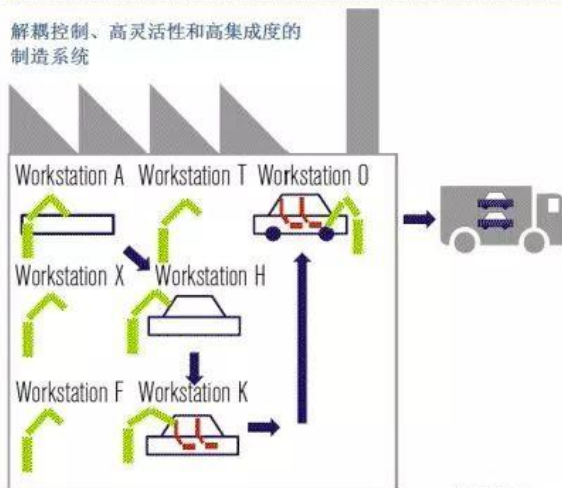 解耦控制、高灵活性和高集成度的
制造系统
Workstation A Workstation T Workstation O
Workstation X Workstation H
Workstation F Workstation K